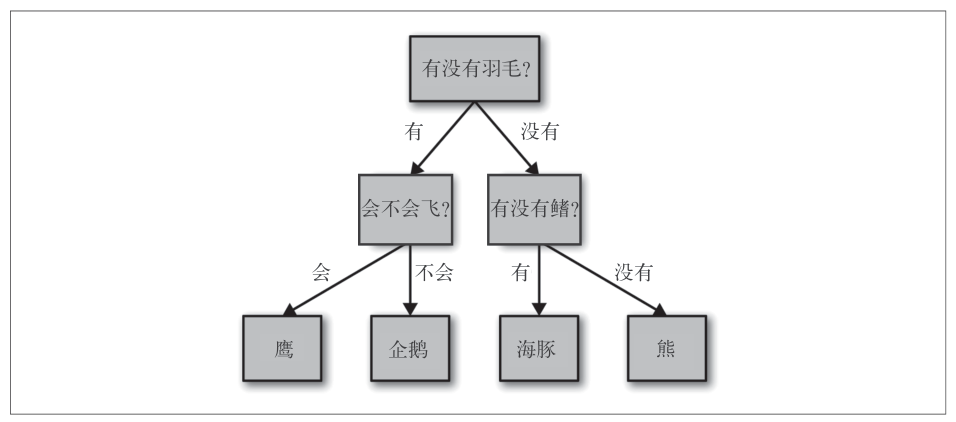 有没有羽毛?
有
没有
会不会飞?
有没有鳍?
会
不会
有
没有
鹰
企鹅
海豚
熊